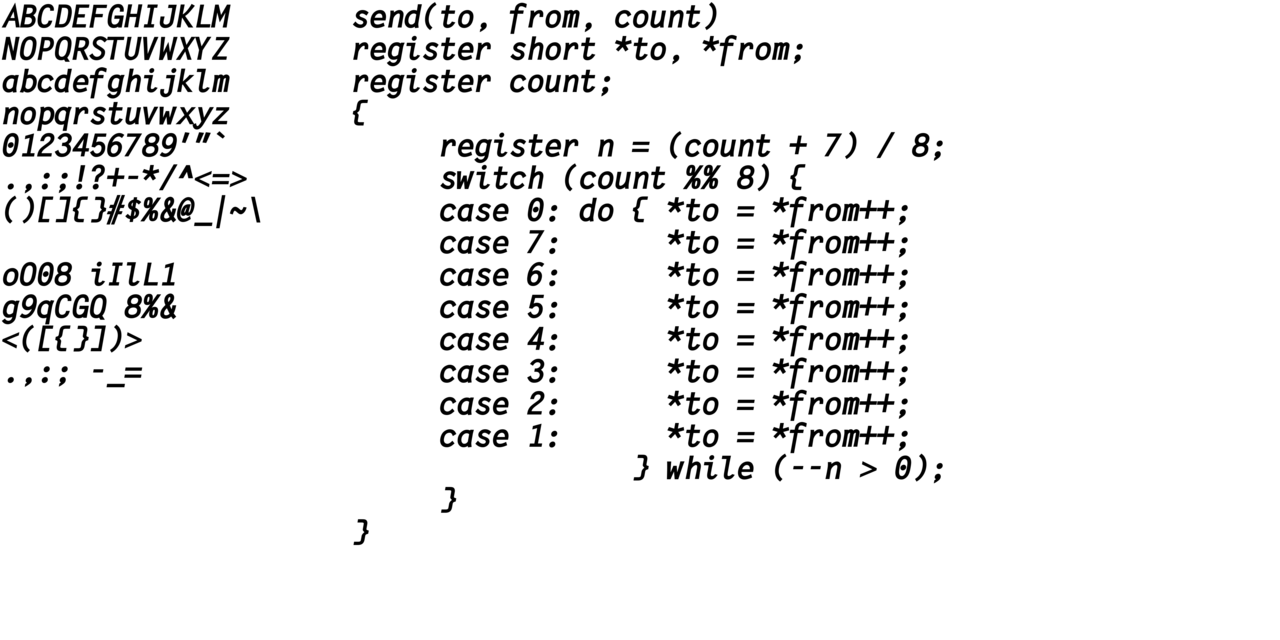 ABCDEFGHIJKLM
NOPQRSTUVWXYZ
abcdefghijklm
nopqrstuvwxyz
0123456789'"`
.,:;!?+-*/^<=>
()[]{}#$%&@_|~\
oO08 iIlL1
g9qCGQ 8%&
<([{}])>
.,:; -_=
send(to, from, count)
register short *to, *from;
register count;
{
     register n = (count + 7) / 8;
     switch (count %% 8) {
     case 0: do { *to = *from++;
     case 7:      *to = *from++;
     case 6:      *to = *from++;
     case 5:      *to = *from++;
     case 4:      *to = *from++;
     case 3:      *to = *from++;
     case 2:      *to = *from++;
     case 1:      *to = *from++;
                } while (--n > 0);
     }
}